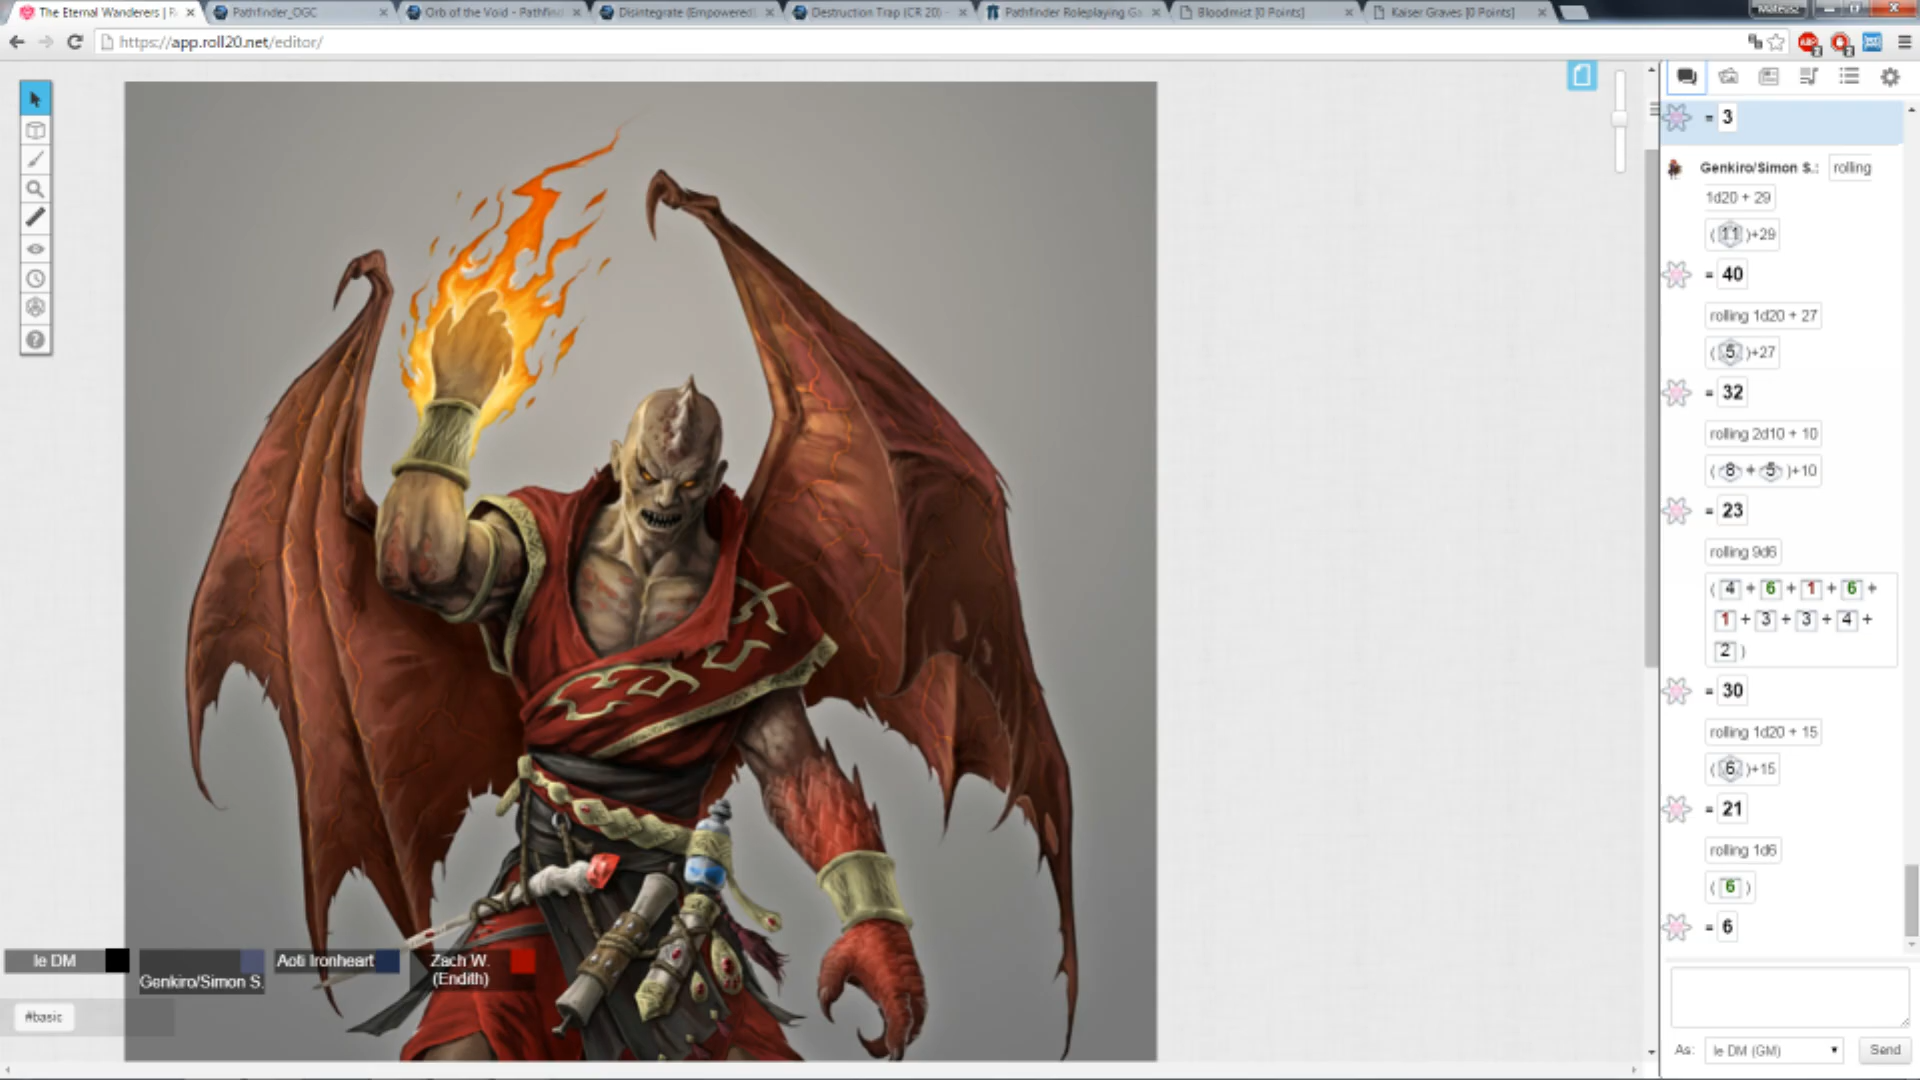 The Eternal Wanderers | R
Pathfinder_OGC
Orb of the Void - Pathfin
Disintegrate (Empowered)
Destruction Trap (CR 20) -
Pathfinder Roleplaying Ga
Bloodmist [0 Points]
Kaiser Graves [0 Points]
Mateusz
https://app.roll20.net/editor/
= 3
Genkiro/Simon S.: rolling
1d20 + 29
(11)+29
= 40
rolling 1d20 + 27
(5)+27
= 32
rolling 2d10 + 10
(8+5)+10
= 23
rolling 9d6
(4+6+1+6+
1+3+3+4+
2)
= 30
rolling 1d20 + 15
(6)+15
= 21
rolling 1d6
(6)
= 6
le DM
Genkiro/Simon S.
Aoti Ironheart
Zach W.
(Endith)
#basic
As: le DM (GM)
Send